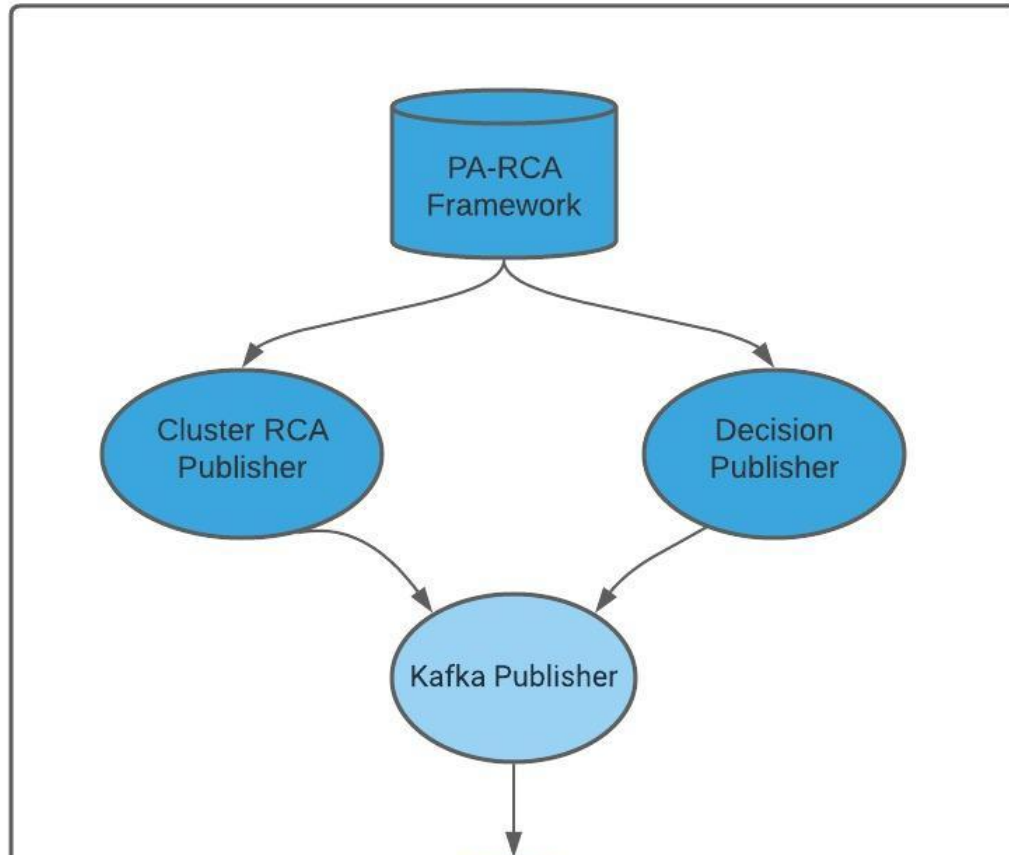 PA-RCA
Framework
Cluster RCA
Publisher
Decision
Publisher
Kafka Publisher